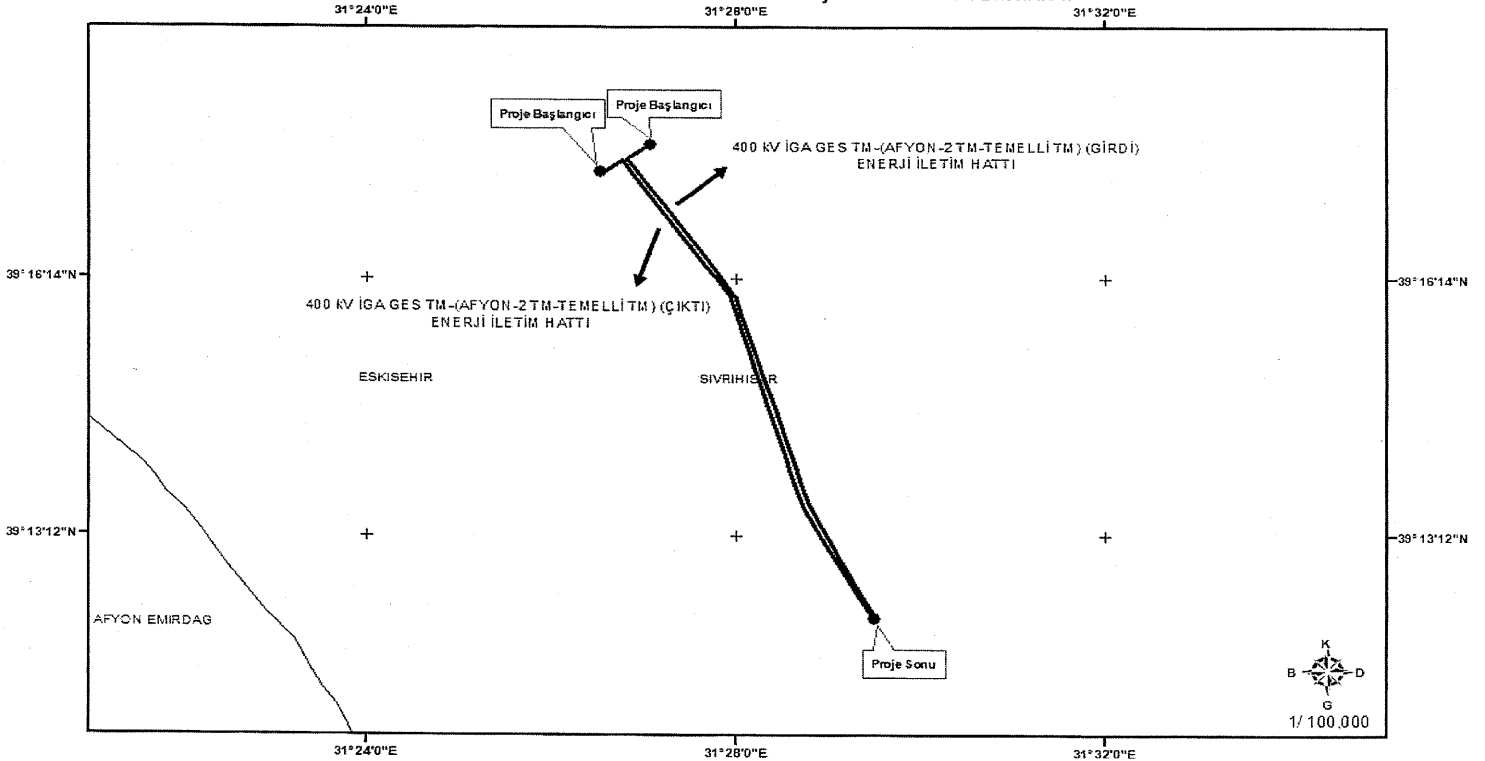 31°24'0"E 31°28'0"E 31°32'0"E
Proje Başlangıcı
Proje Başlangıcı
400 kV İGA GES TM-(AFYON-2 TM-TEMELLİ TM) (GİRDİ)
ENERJİ İLETİM HATTI
39°16'14"N
39°16'14"N
400 kV İGA GES TM-(AFYON-2 TM-TEMELLİ TM) (ÇIKTI)
ENERJİ İLETİM HATTI
ESKISEHIR
SIVRIHISAR
39°13'12"N
39°13'12"N
AFYON EMIRDAG
Proje Sonu
K
B D
G
1/ 100,000
31°24'0"E 31°28'0"E 31°32'0"E